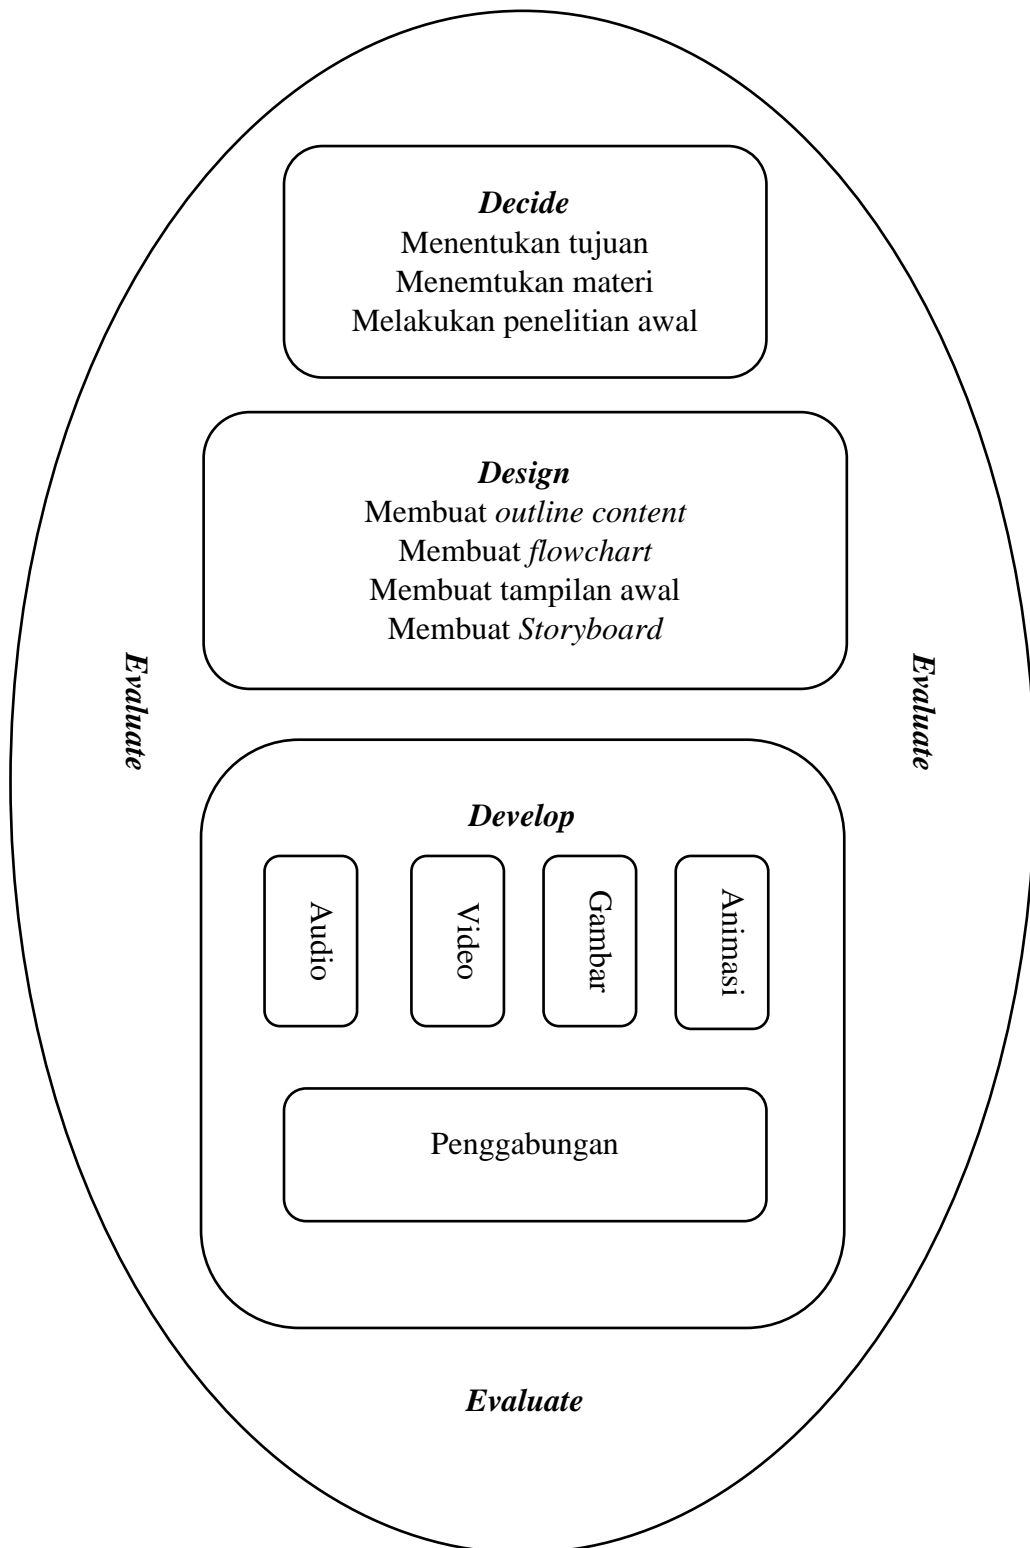 Decide
Menentukan tujuan
Menemtukan materi
Melakukan penelitian awal
Design
Membuat outline content
Membuat flowchart
Membuat tampilan awal
Membuat Storyboard
Evaluate
Evaluate
Develop
Audio
Video
Gambar
Animasi
Penggabungan
Evaluate